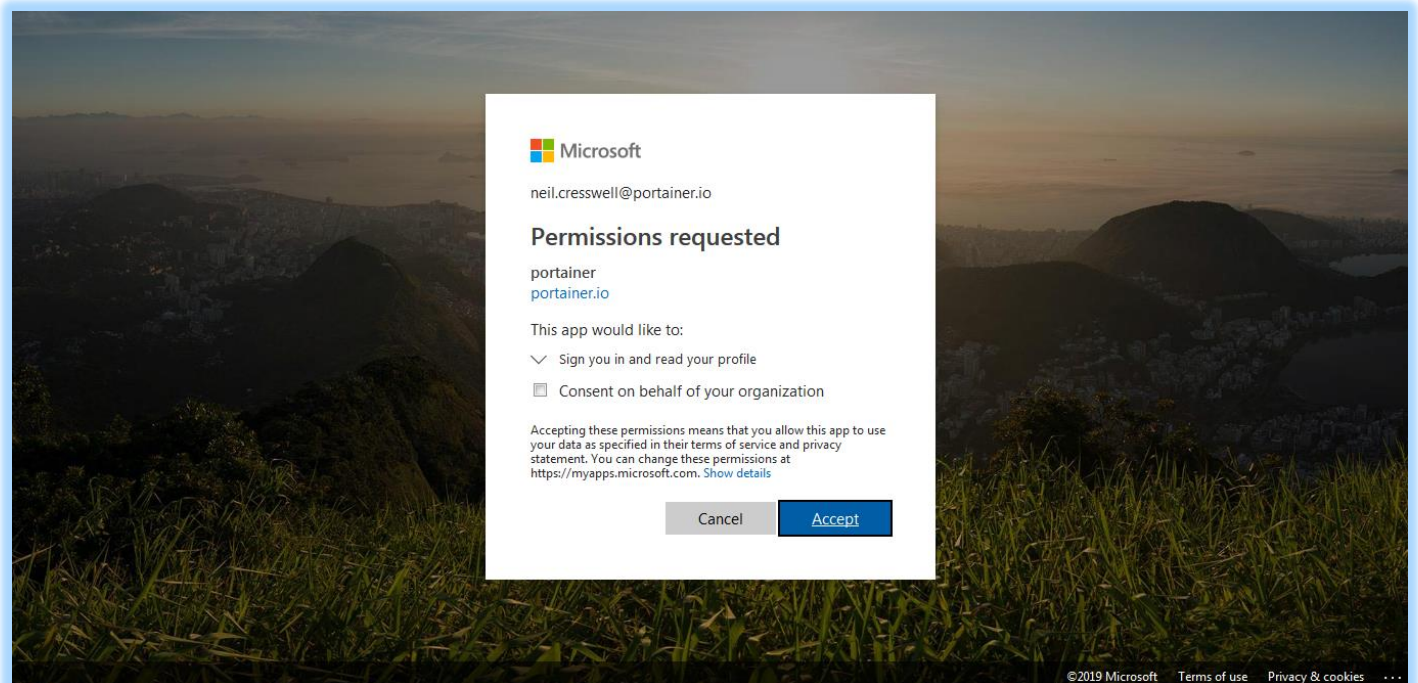 Microsoft
neil.cresswell@portainer.io
Permissions requested
portainer
portainer.io
This app would like to:
Sign you in and read your profile
Consent on behalf of your organization
Accepting these permissions means that you allow this app to use
your data as specified in their terms of service and privacy
statement. You can change these permissions at
https://myapps.microsoft.com. Show details
Cancel Accept
©2019 Microsoft Terms of use Privacy & cookies ...